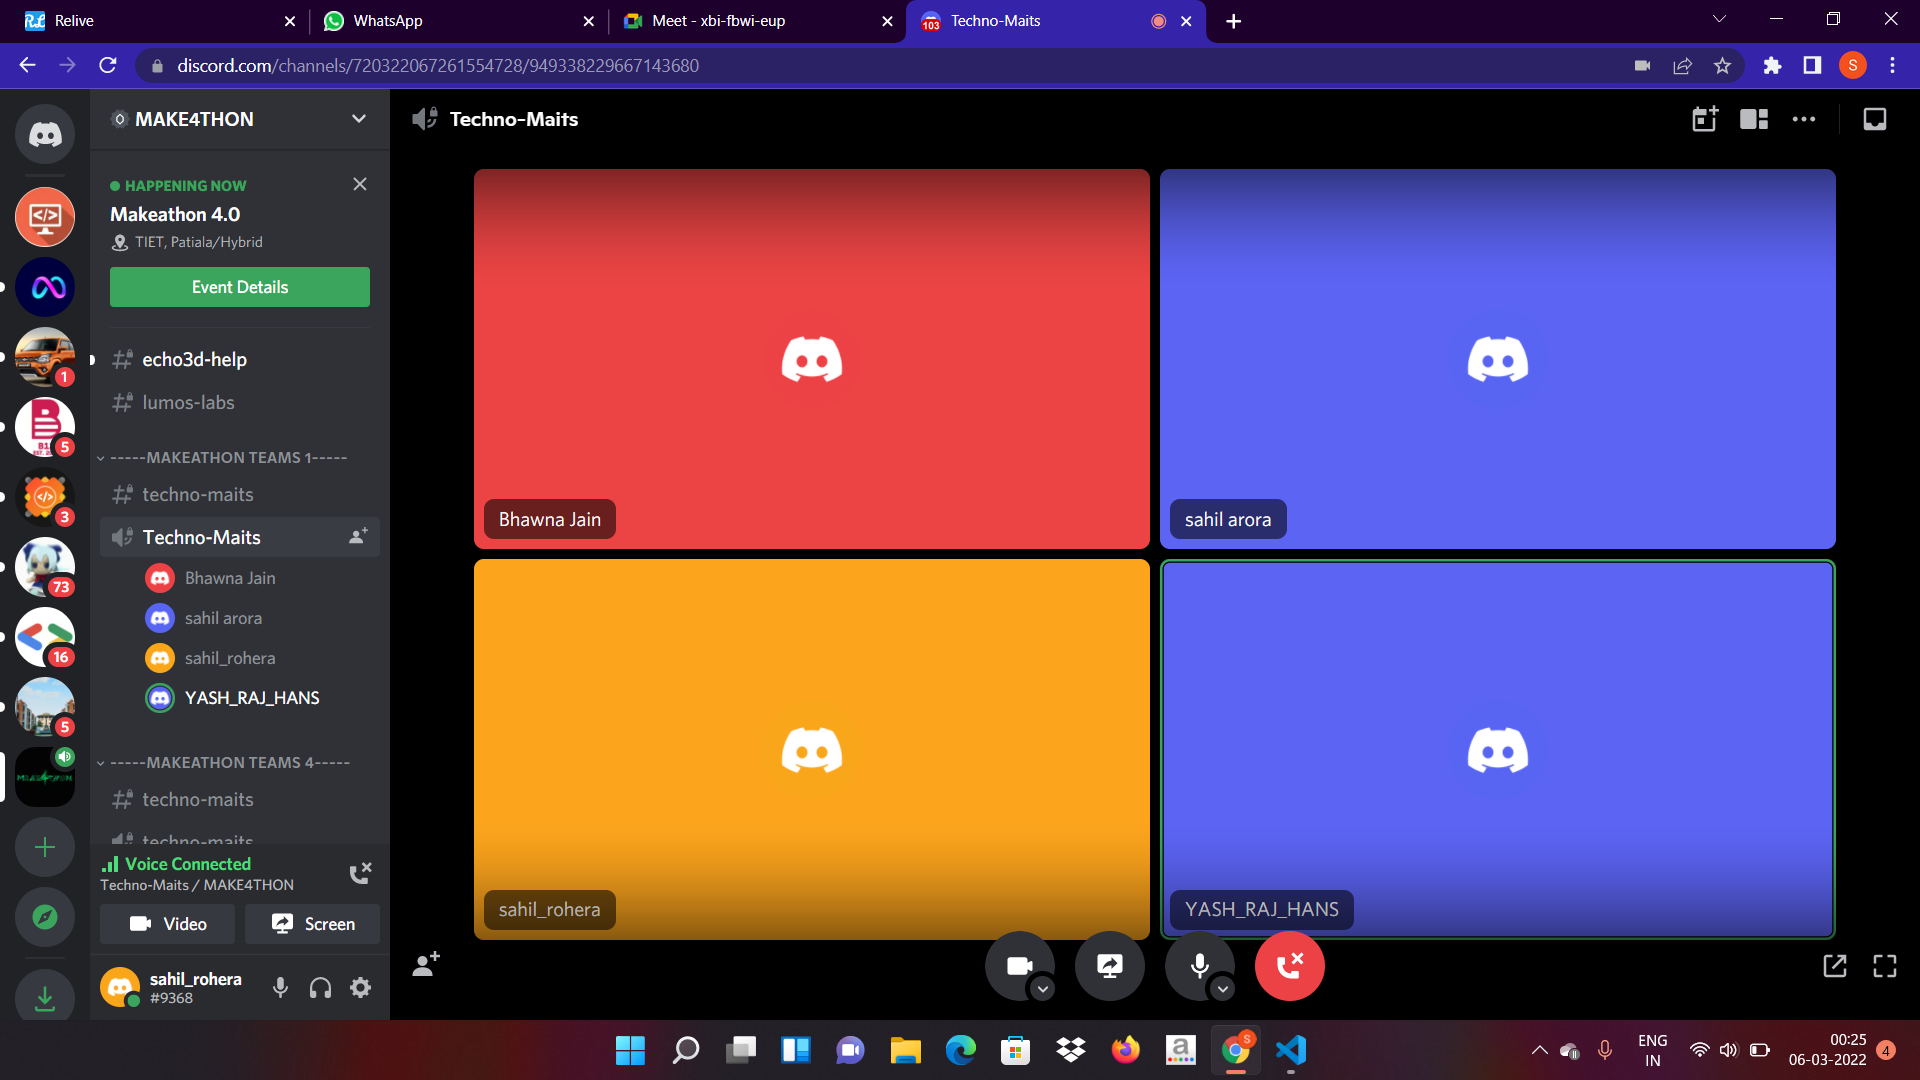 Relive
WhatsApp
Meet - xbi-fbwi-eup
103
Techno-Maits
discord.com/channels/720322067261554728/949338229667143680
S
MAKE4THON
Techno-Maits
HAPPENING NOW
Makeathon 4.0
TIET, Patiala/Hybrid
Event Details
echo3d-help
1
lumos-labs
5
-----MAKEATHON TEAMS 1-----
techno-maits
3
Techno-Maits
Bhawna Jain
73
sahil arora
sahil_rohera
16
YASH_RAJ_HANS
5
-----MAKEATHON TEAMS 4-----
techno-maits
techno-maits
Voice Connected
Techno-Maits / MAKE4THON
Video
Screen
sahil_rohera
#9368
Bhawna Jain
sahil arora
sahil_rohera
YASH_RAJ_HANS
a
S
ENG
IN
00:25
06-03-2022
4